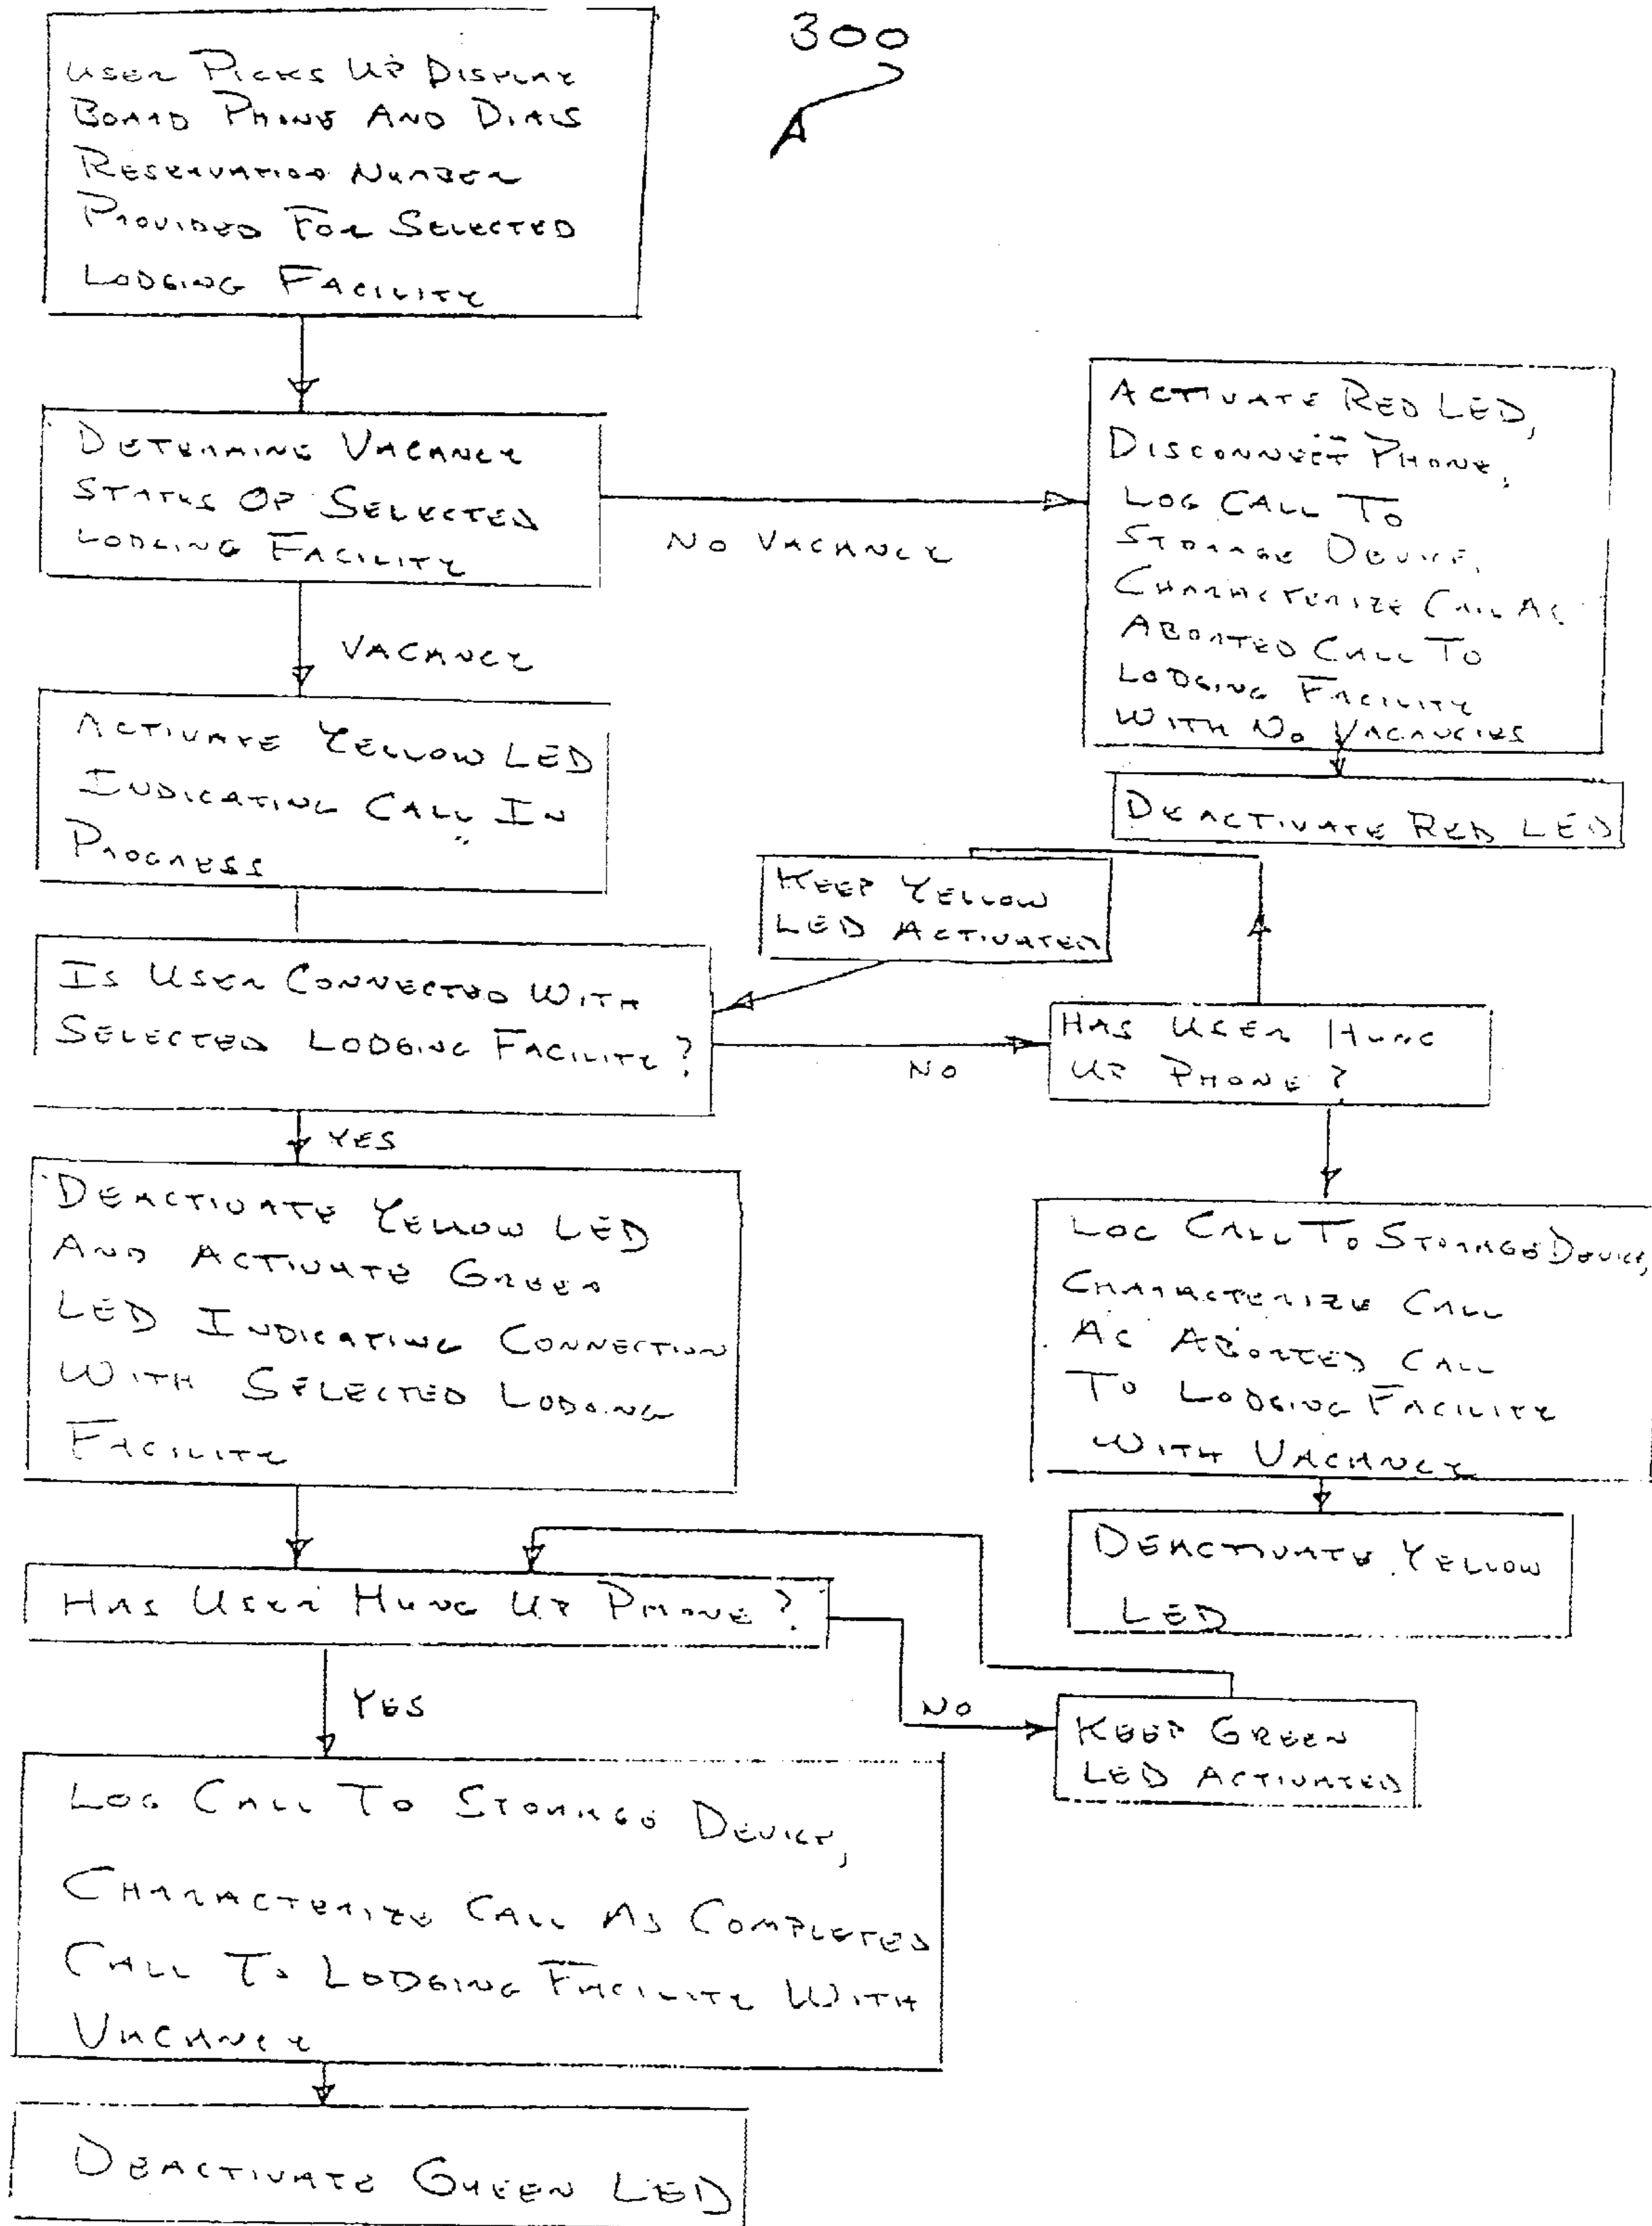 300
USER PICKS UP DISPLAY
BOARD PHONE AND DIALS
RESERVATION NUMBER
PROVIDED FOR SELECTED
LODGING FACILITY
DETERMINE VACANCY
STATUS OF SELECTED
LODGING FACILITY
NO VACANCY
ACTIVATE RED LED,
DISCONNECT PHONE,
LOG CALL TO
STORAGE DEVICE,
CHARACTERIZE CALL AS
ABORTED CALL TO
LODGING FACILITY
WITH NO VACANCIES
DEACTIVATE RED LED
VACANCY
ACTIVATE YELLOW LED
INDICATING CALL IN
PROGRESS
KEEP YELLOW
LED ACTIVATED
IS USER CONNECTED WITH
SELECTED LODGING FACILITY?
NO
HAS USER HUNG
UP PHONE?
YES
DEACTIVATE YELLOW LED
AND ACTIVATE GREEN
LED INDICATING CONNECTION
WITH SELECTED LODGING
FACILITY
LOG CALL TO STORAGE DEVICE,
CHARACTERIZE CALL
AS ABORTED CALL
TO LODGING FACILITY
WITH VACANCY
DEACTIVATE YELLOW
LED
HAS USER HUNG UP PHONE?
YES
NO
KEEP GREEN
LED ACTIVATED
LOG CALL TO STORAGE DEVICE,
CHARACTERIZE CALL AS COMPLETED
CALL TO LODGING FACILITY WITH
VACANCY
DEACTIVATE GREEN LED